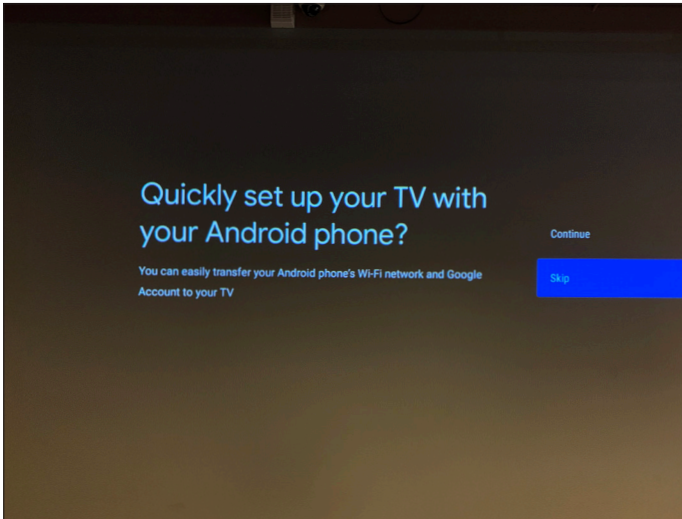 Quickly set up your TV with
your Android phone?
You can easily transfer your Android phone's Wi-Fi network and Google
Account to your TV
Continue
Skip